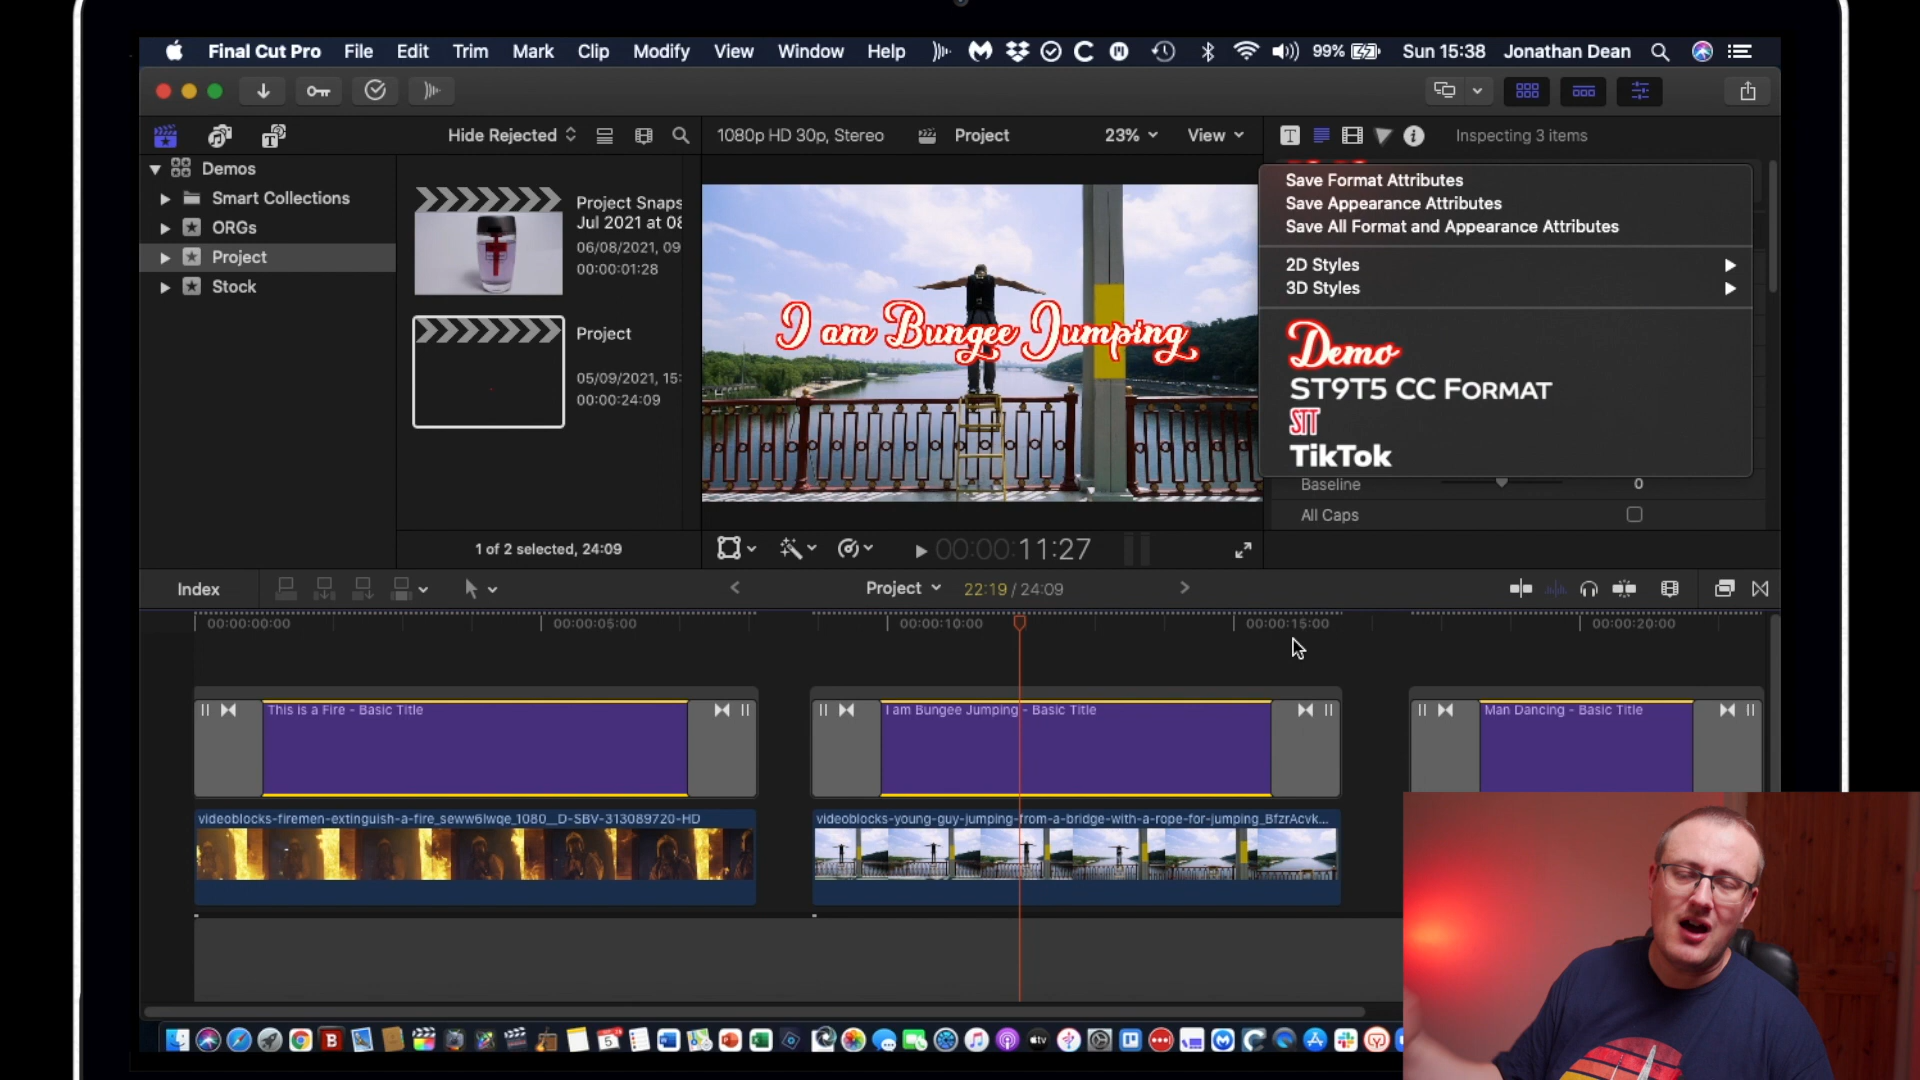 Final Cut Pro File Edit Trim Mark Clip Modify View Window Help 99% Sun 15:38 Jonathan Dean
Hide Rejected 1080p HD 30p, Stereo Project 23% View Inspecting 3 items
Demos
Smart Collections
ORGs
Project
Stock
Project Snaps
Jul 2021 at 08
06/08/2021, 09
00:00:01:28
Project
05/09/2021, 15:
00:00:24:09
1 of 2 selected, 24:09
I am Bungee Jumping
00:00:11:27
Save Format Attributes
Save Appearance Attributes
Save All Format and Appearance Attributes
2D Styles
3D Styles
Demo
ST9T5 CC Format
STT
TikTok
Baseline 0
All Caps
Index Project 22:19 / 24:09
00:00:00:00 00:00:05:00 00:00:10:00 00:00:15:00 00:00:20:00
This is a Fire - Basic Title I am Bungee Jumping - Basic Title Man Dancing - Basic Title
videoblocks-firemen-extinguish-a-fire_seww6lwqe_1080__D-SBV-313089720-HD videoblocks-young-guy-jumping-from-a-bridge-with-a-rope-for-jumping_BfzrAcvk...